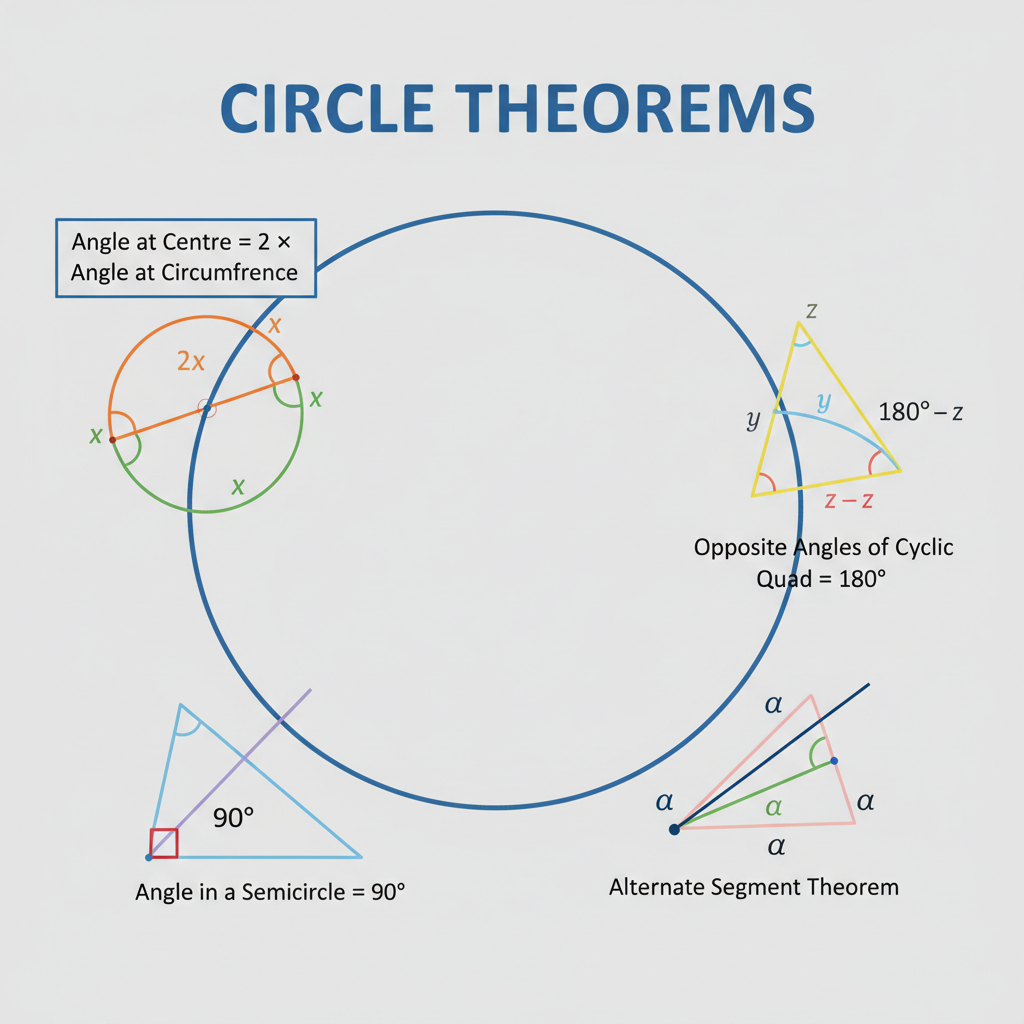 CIRCLE THEOREMS
Angle at Centre = 2 ×
Angle at Circumfrence
x
2x
x
x
x
z
y
y
180° – z
z – z
Opposite Angles of Cyclic
Quad = 180°
90°
Angle in a Semicircle = 90°
α
α
α
α
α
Alternate Segment Theorem